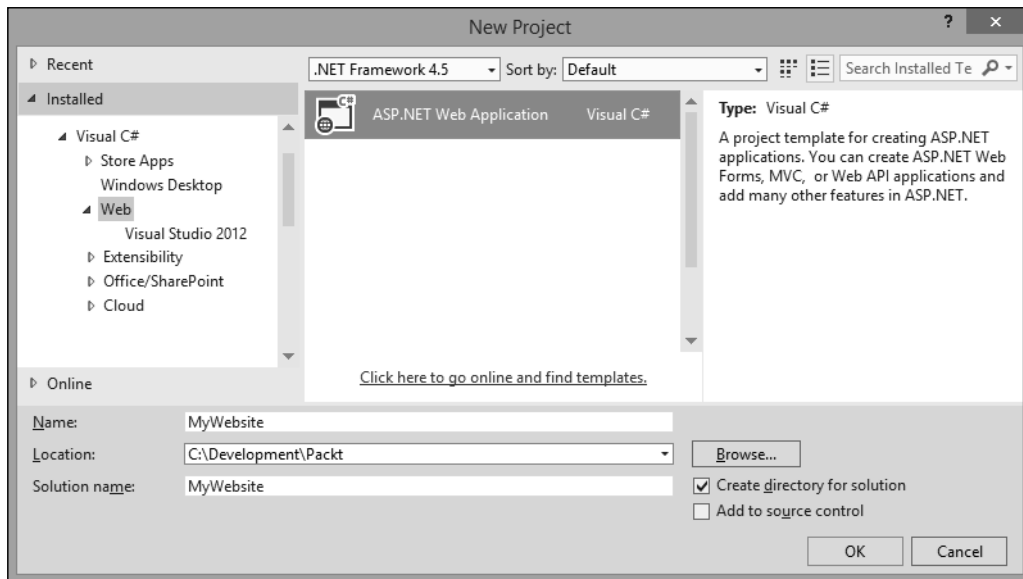 New Project
?
×
Recent
.NET Framework 4.5
Sort by: Default
Search Installed Te
Installed
Visual C#
Store Apps
Windows Desktop
Web
Visual Studio 2012
Extensibility
Office/SharePoint
Cloud
Online
C#
ASP.NET Web Application Visual C#
Click here to go online and find templates.
Type: Visual C#
A project template for creating ASP.NET
applications. You can create ASP.NET Web
Forms, MVC, or Web API applications and
add many other features in ASP.NET.
Name: MyWebsite
Location: C:\Development\Packt
Browse...
Solution name: MyWebsite
Create directory for solution
Add to source control
OK
Cancel